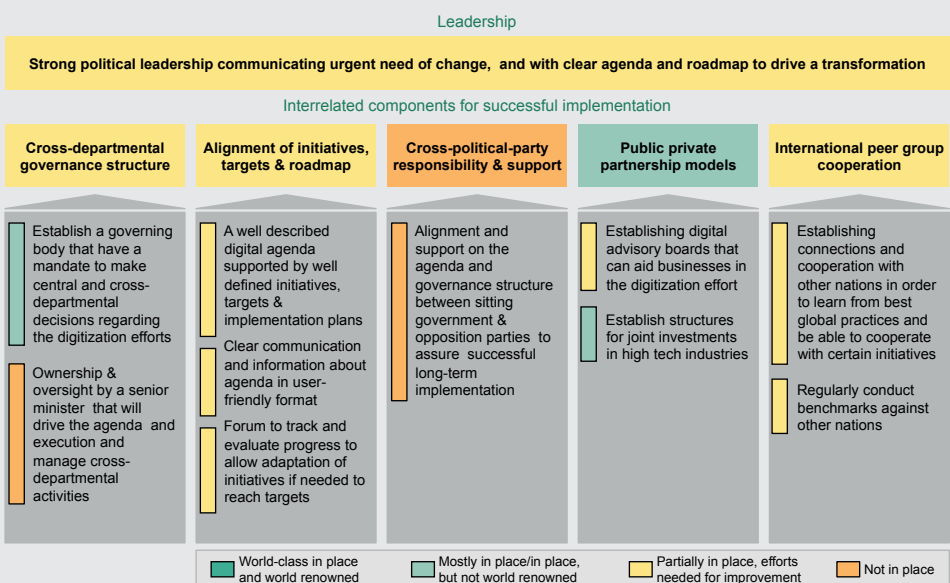 Leadership
Strong political leadership communicating urgent need of change, and with clear agenda and roadmap to drive a transformation
Interrelated components for successful implementation
Cross-departmental
governance structure
Establish a governing
body that have a
mandate to make
central and cross-
departmental
decisions regarding
the digitization efforts
Ownership &
oversight by a senior
minister that will
drive the agenda and
execution and
manage cross-
departmental
activities
Alignment of initiatives,
targets & roadmap
A well described
digital agenda
supported by well
defined initiatives,
targets &
implementation plans
Clear communication
and information about
agenda in user-
friendly format
Forum to track and
evaluate progress to
allow adaptation of
initiatives if needed to
reach targets
Cross-political-party
responsibility & support
Alignment and
support on the
agenda and
governance structure
between sitting
government &
opposition parties to
assure successful
long-term
implementation
Public private
partnership models
Establishing digital
advisory boards that
can aid businesses in
the digitization effort
Establish structures
for joint investments
in high tech industries
International peer group
cooperation
Establishing
connections and
cooperation with
other nations in order
to learn from best
global practices and
be able to cooperate
with certain initiatives
Regularly conduct
benchmarks against
other nations
World-class in place
and world renowned
Mostly in place/in place,
but not world renowned
Partially in place, efforts
needed for improvement
Not in place